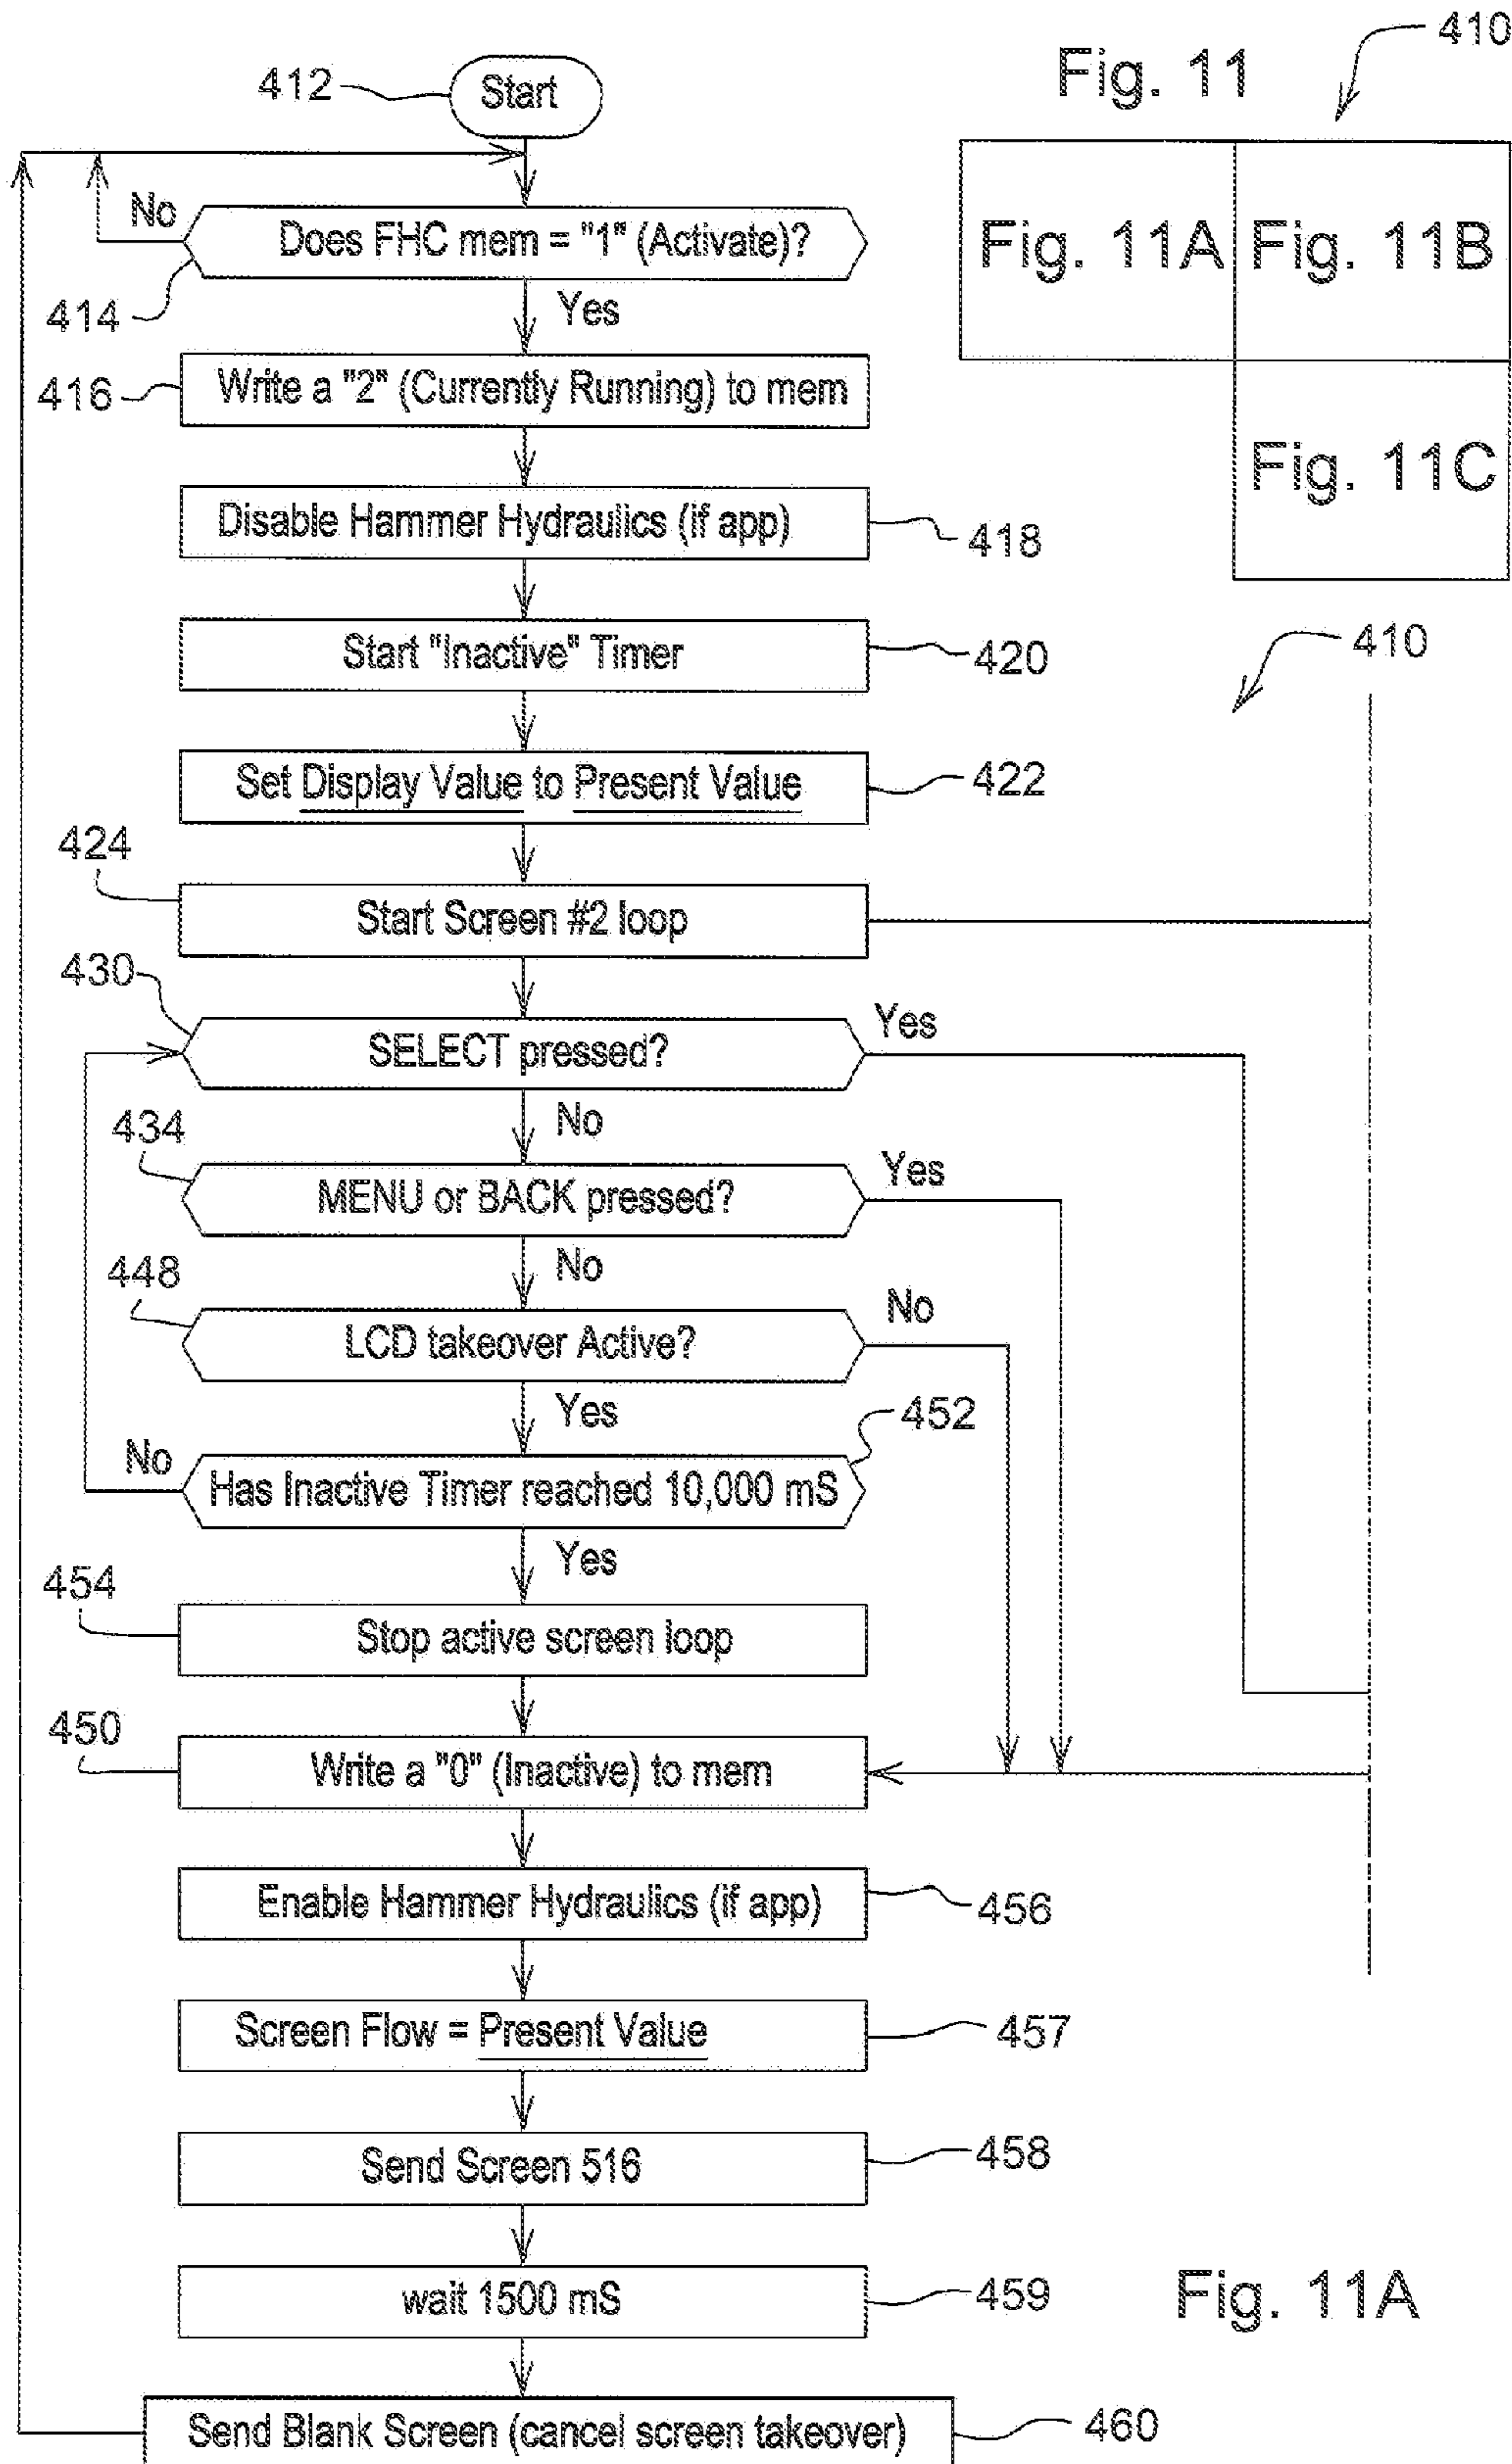 410
Fig. 11
Fig. 11A
Fig. 11B
Fig. 11C
412
Start
No
Does FHC mem = "1" (Activate)?
414
Yes
416
Write a "2" (Currently Running) to mem
Disable Hammer Hydraulics (if app)
418
Start "Inactive" Timer
420
410
Set Display Value to Present Value
422
424
Start Screen #2 loop
430
SELECT pressed?
Yes
No
434
MENU or BACK pressed?
Yes
No
448
LCD takeover Active?
No
Yes
452
No
Has Inactive Timer reached 10,000 mS
Yes
454
Stop active screen loop
450
Write a "0" (Inactive) to mem
Enable Hammer Hydraulics (if app)
456
Screen Flow = Present Value
457
Send Screen 516
458
wait 1500 mS
459
Fig. 11A
Send Blank Screen (cancel screen takeover)
460